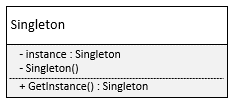 Singleton
- instance : Singleton
- Singleton()
+ GetInstance() : Singleton